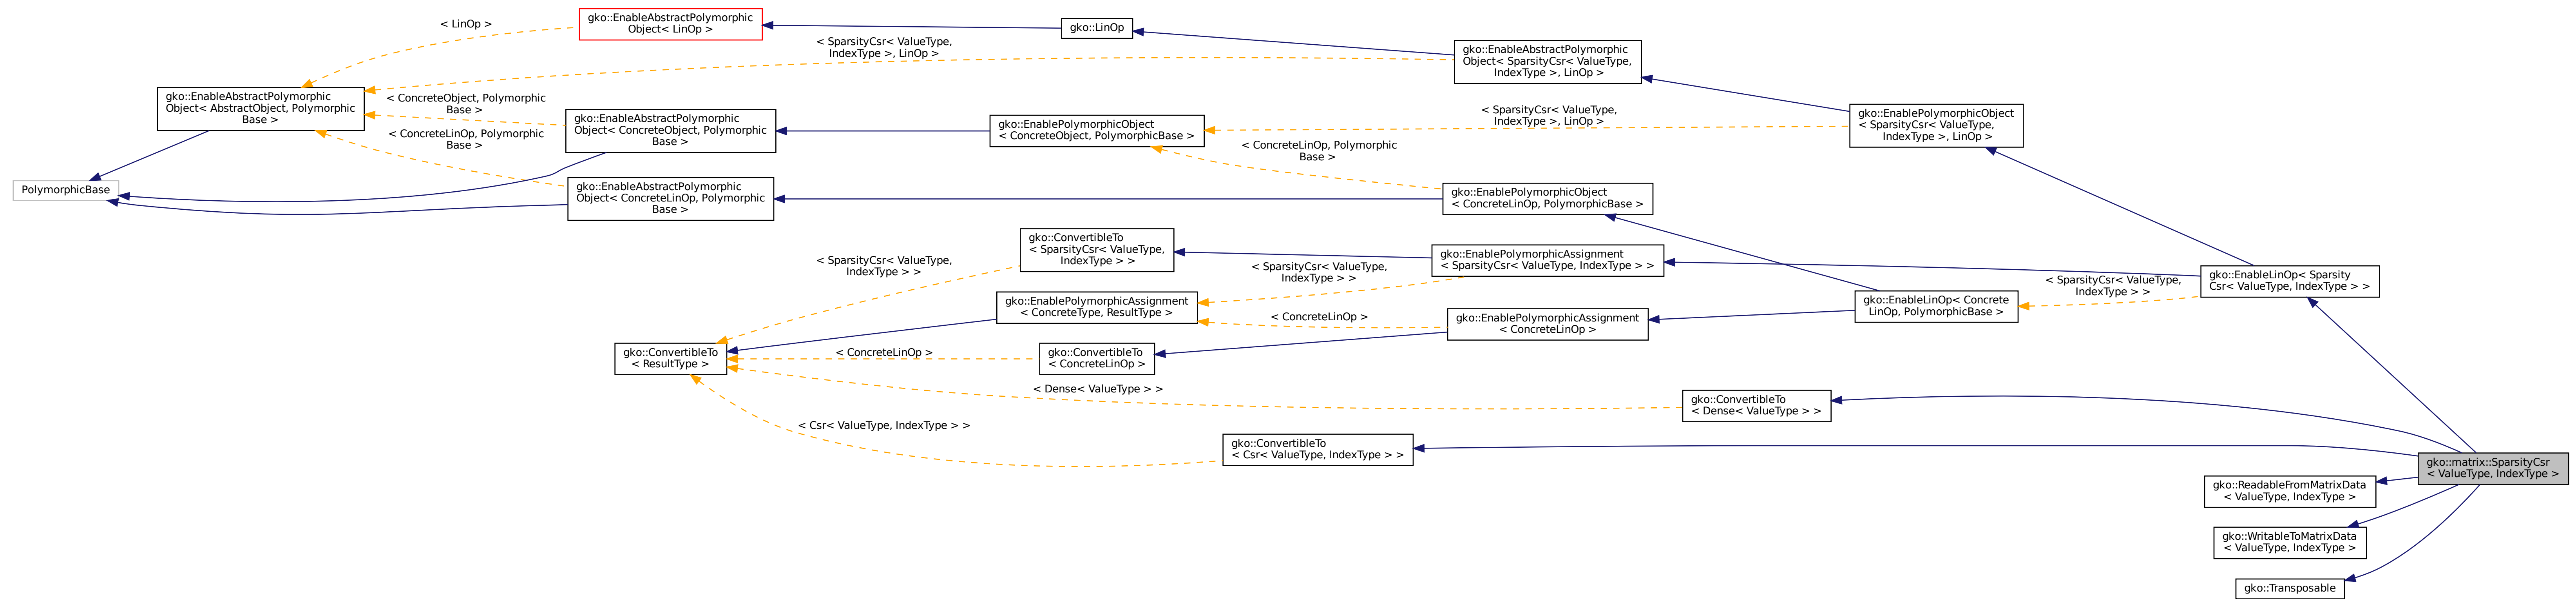 < LinOp >
gko::EnableAbstractPolymorphic
Object< LinOp >
gko::LinOp
< SparsityCsr< ValueType,
IndexType >, LinOp >
gko::EnableAbstractPolymorphic
Object< SparsityCsr< ValueType,
IndexType >, LinOp >
gko::EnableAbstractPolymorphic
Object< AbstractObject, Polymorphic
Base >
< ConcreteObject, Polymorphic
Base >
gko::EnableAbstractPolymorphic
Object< ConcreteObject, Polymorphic
Base >
gko::EnablePolymorphicObject
< ConcreteObject, PolymorphicBase >
< SparsityCsr< ValueType,
IndexType >, LinOp >
gko::EnablePolymorphicObject
< SparsityCsr< ValueType,
IndexType >, LinOp >
< ConcreteLinOp, Polymorphic
Base >
< ConcreteLinOp, Polymorphic
Base >
PolymorphicBase
gko::EnableAbstractPolymorphic
Object< ConcreteLinOp, Polymorphic
Base >
gko::EnablePolymorphicObject
< ConcreteLinOp, PolymorphicBase >
gko::ConvertibleTo
< SparsityCsr< ValueType,
IndexType > >
gko::EnablePolymorphicAssignment
< SparsityCsr< ValueType, IndexType > >
< SparsityCsr< ValueType,
IndexType > >
< SparsityCsr< ValueType,
IndexType > >
gko::EnableLinOp< Sparsity
Csr< ValueType, IndexType > >
< SparsityCsr< ValueType,
IndexType > >
gko::EnablePolymorphicAssignment
< ConcreteType, ResultType >
gko::EnableLinOp< Concrete
LinOp, PolymorphicBase >
< ConcreteLinOp >
gko::EnablePolymorphicAssignment
< ConcreteLinOp >
gko::ConvertibleTo
< ResultType >
< ConcreteLinOp >
gko::ConvertibleTo
< ConcreteLinOp >
< Dense< ValueType > >
gko::ConvertibleTo
< Dense< ValueType > >
< Csr< ValueType, IndexType > >
gko::ConvertibleTo
< Csr< ValueType, IndexType > >
gko::matrix::SparsityCsr
< ValueType, IndexType >
gko::ReadableFromMatrixData
< ValueType, IndexType >
gko::WritableToMatrixData
< ValueType, IndexType >
gko::Transposable